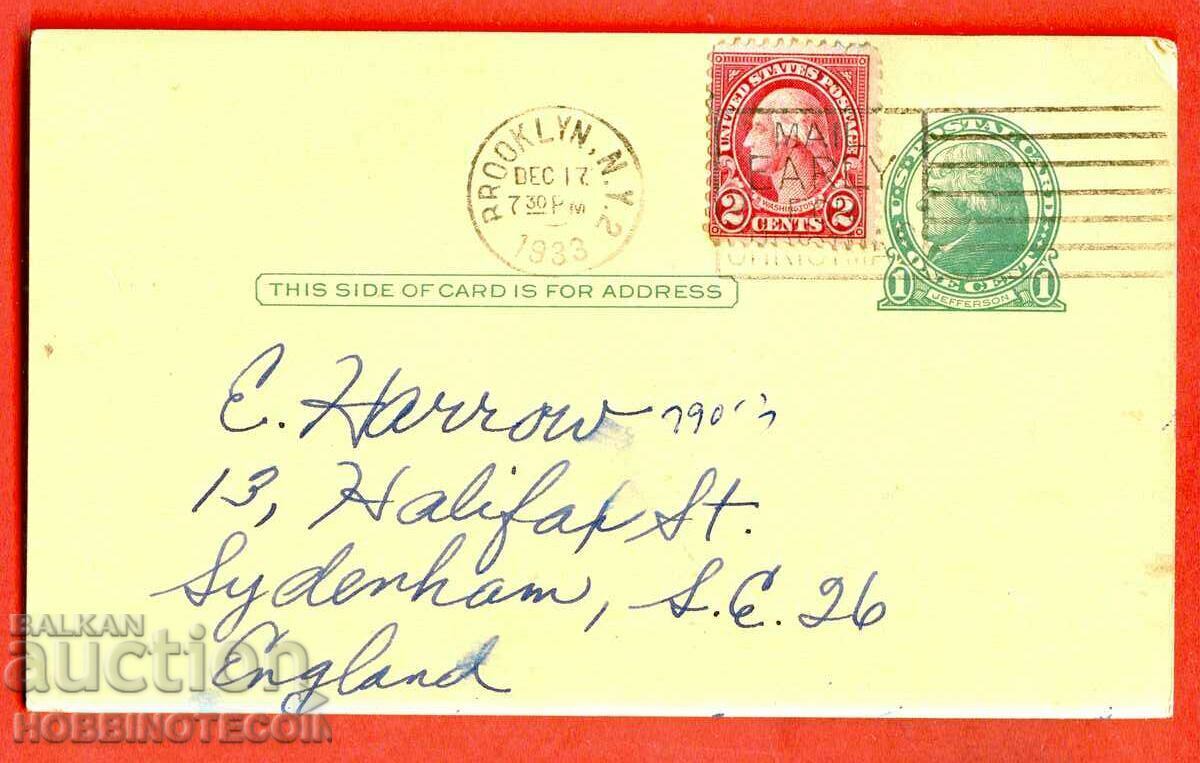 UNITED STATES POSTAGE
WASHINGTON
2 CENTS 2
BROOKLYN, N.Y. 2
DEC 17
7 30 PM
1933
MAIL
EARLY
FOR
CHRISTMA
U.S. POSTAL CARD
ONE CENT
1 JEFFERSON 1
THIS SIDE OF CARD IS FOR ADDRESS
E. Harrow
13, Halifax St.
Sydenham, S.E. 26
England
BALKAN
auction
HOBBINOTECOIN